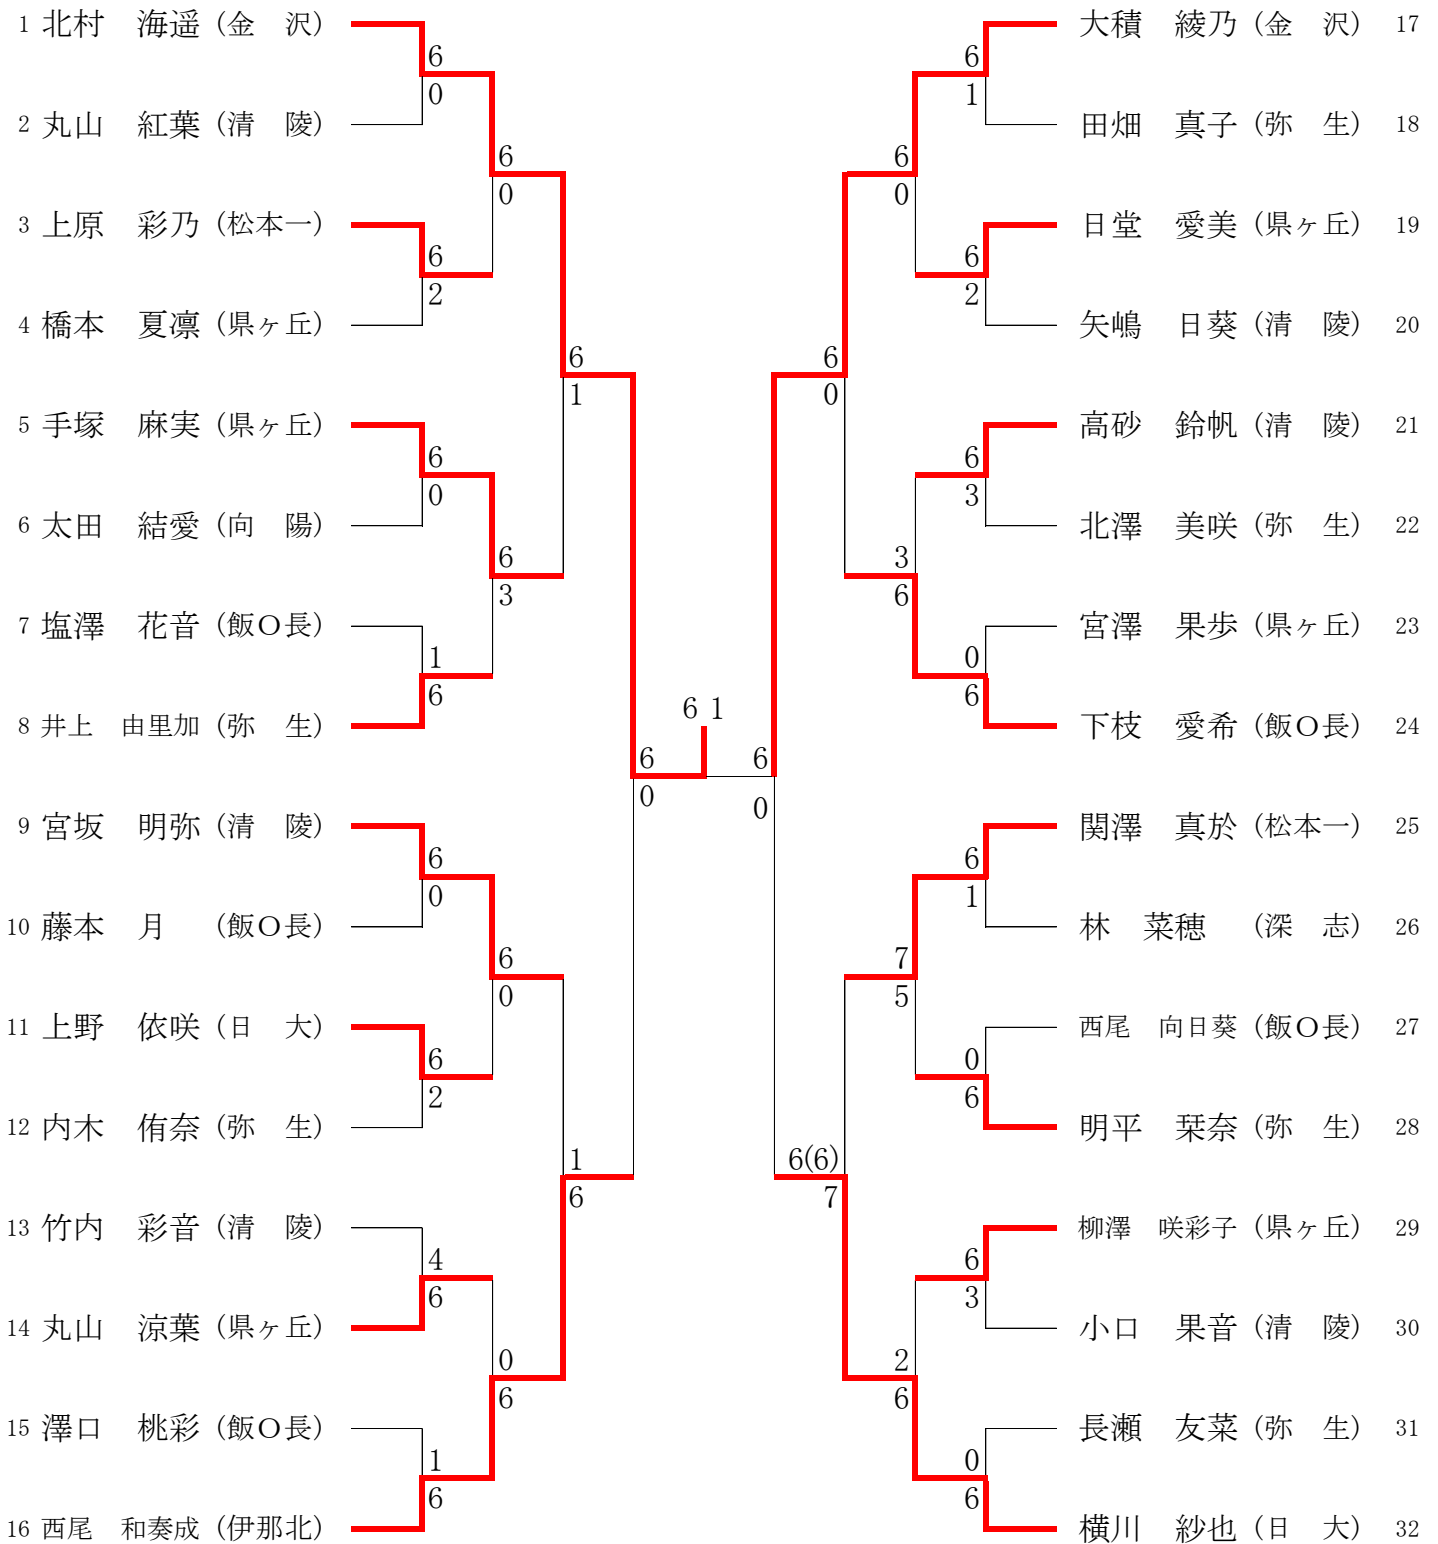 1 北村 海遥 (金 沢)
6
0
2 丸山 紅葉 (清 陵)
6
0
3 上原 彩乃 (松本一)
6
2
4 橋本 夏凛 (県ヶ丘)
6
1
5 手塚 麻実 (県ヶ丘)
6
0
6 太田 結愛 (向 陽)
6
3
7 塩澤 花音 (飯O長)
1
6
8 井上 由里加 (弥 生)
6
0
9 宮坂 明弥 (清 陵)
6
0
10 藤本 月 (飯O長)
6
0
11 上野 依咲 (日 大)
6
2
12 内木 侑奈 (弥 生)
1
6
13 竹内 彩音 (清 陵)
4
6
14 丸山 涼葉 (県ヶ丘)
0
6
15 澤口 桃彩 (飯O長)
1
6
16 西尾 和奏成 (伊那北)
6 1
大積 綾乃 (金 沢) 17
6
1
田畑 真子 (弥 生) 18
6
0
日堂 愛美 (県ヶ丘) 19
6
2
矢嶋 日葵 (清 陵) 20
6
0
高砂 鈴帆 (清 陵) 21
6
3
北澤 美咲 (弥 生) 22
3
6
宮澤 果歩 (県ヶ丘) 23
0
6
下枝 愛希 (飯O長) 24
6
0
関澤 真於 (松本一) 25
6
1
林 菜穂 (深 志) 26
7
5
西尾 向日葵 (飯O長) 27
0
6
明平 栞奈 (弥 生) 28
6(6)
7
柳澤 咲彩子 (県ヶ丘) 29
6
3
小口 果音 (清 陵) 30
2
6
長瀬 友菜 (弥 生) 31
0
6
横川 紗也 (日 大) 32